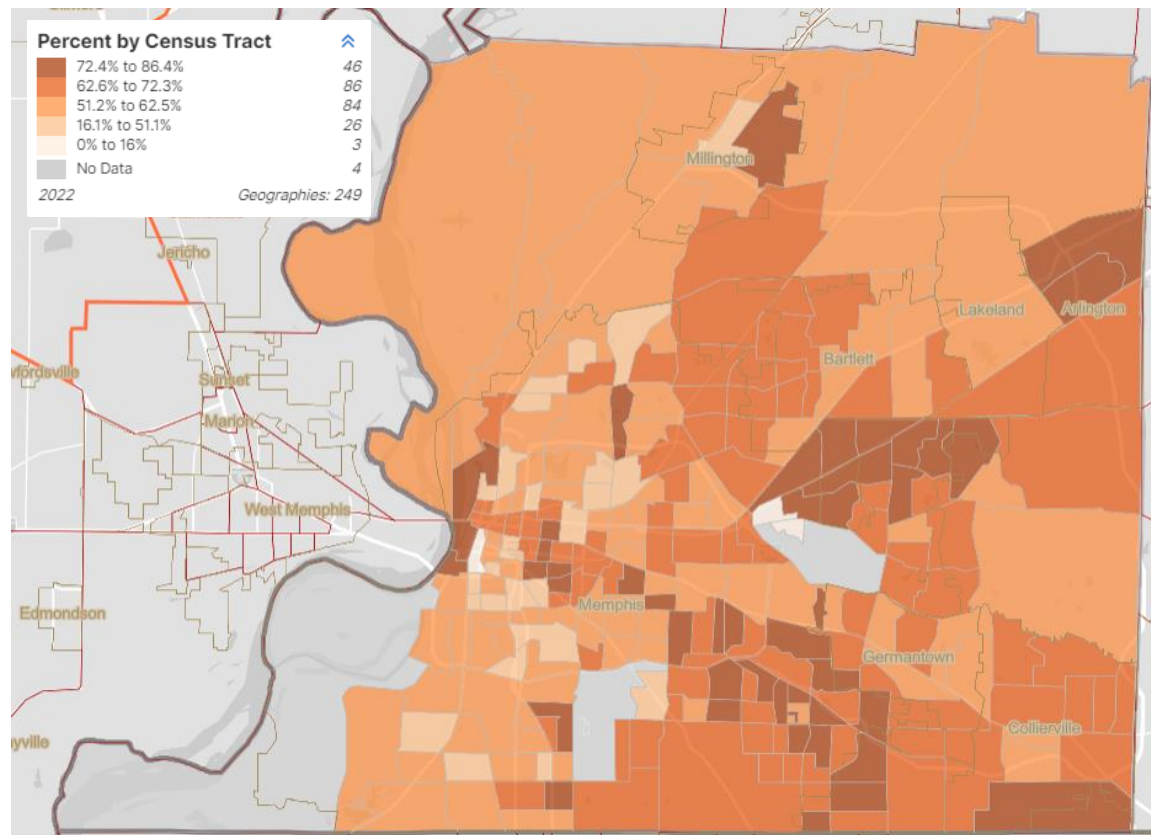 Percent by Census Tract
72.4% to 86.4% 46
62.6% to 72.3% 86
51.2% to 62.5% 84
16.1% to 51.1% 26
0% to 16% 3
No Data 4
2022 Geographies: 249
Millington
Jericho
Lakeland
Arlington
Bartlett
Sunset
Marion
West Memphis
Edmondson
Memphis
Germantown
Collierville